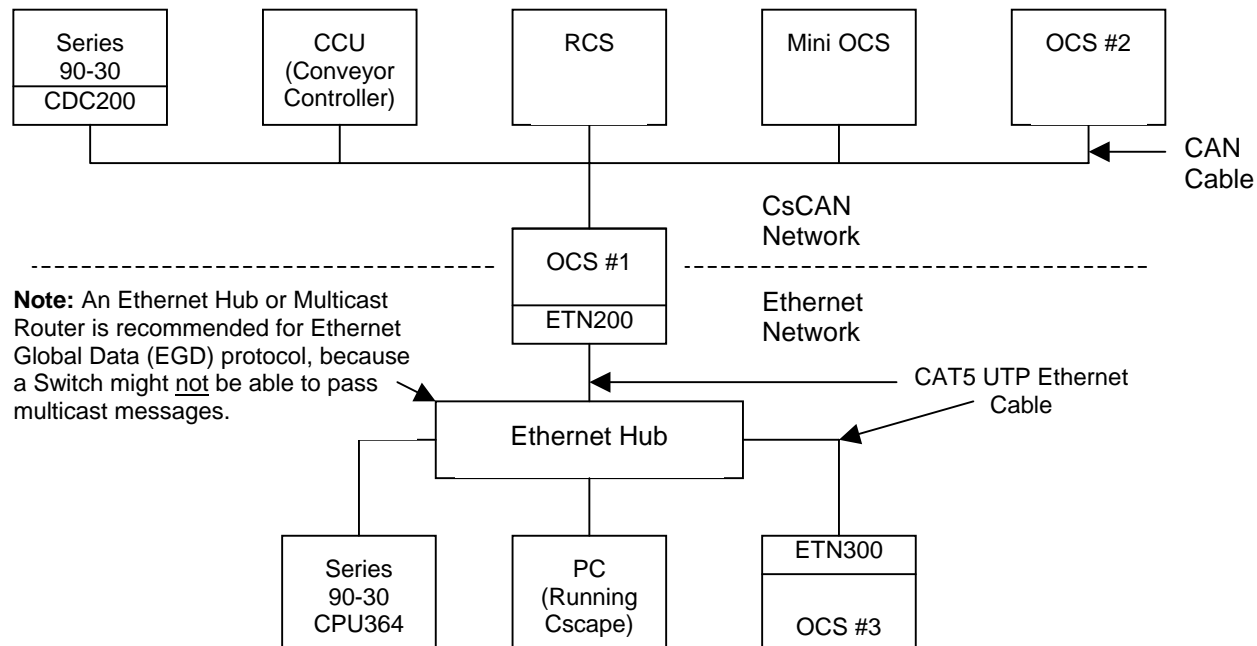 Series
90-30
CDC200
CCU
(Conveyor
Controller)
RCS
Mini OCS
OCS #2
CAN
Cable
CsCAN
Network
OCS #1
ETN200
Ethernet
Network
Note: An Ethernet Hub or Multicast
Router is recommended for Ethernet
Global Data (EGD) protocol, because
a Switch might not be able to pass
multicast messages.
CAT5 UTP Ethernet
Cable
Ethernet Hub
Series
90-30
CPU364
PC
(Running
Cscape)
ETN300
OCS #3